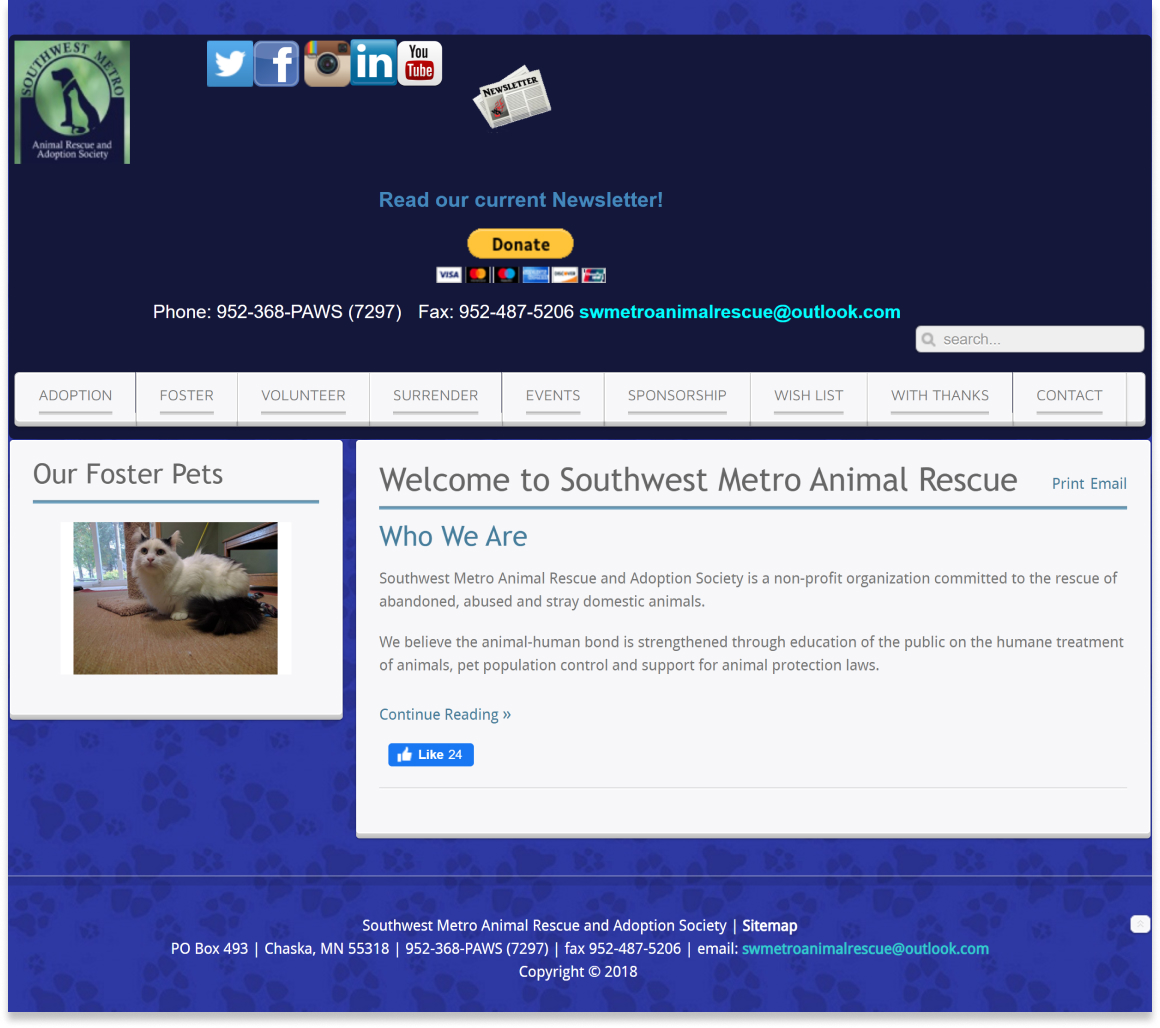 SOUTHWEST METRO
Animal Rescue and
Adoption Society
You
Tube
NEWSLETTER
Read our current Newsletter!
Donate
VISA
DISCOVER
Phone: 952-368-PAWS (7297) Fax: 952-487-5206 swmetroanimalrescue@outlook.com
search...
ADOPTION FOSTER VOLUNTEER SURRENDER EVENTS SPONSORSHIP WISH LIST WITH THANKS CONTACT
Our Foster Pets
Welcome to Southwest Metro Animal Rescue Print Email
Who We Are
Southwest Metro Animal Rescue and Adoption Society is a non-profit organization committed to the rescue of
abandoned, abused and stray domestic animals.
We believe the animal-human bond is strengthened through education of the public on the humane treatment
of animals, pet population control and support for animal protection laws.
Continue Reading »
Like 24
Southwest Metro Animal Rescue and Adoption Society | Sitemap
PO Box 493 | Chaska, MN 55318 | 952-368-PAWS (7297) | fax 952-487-5206 | email: swmetroanimalrescue@outlook.com
Copyright © 2018